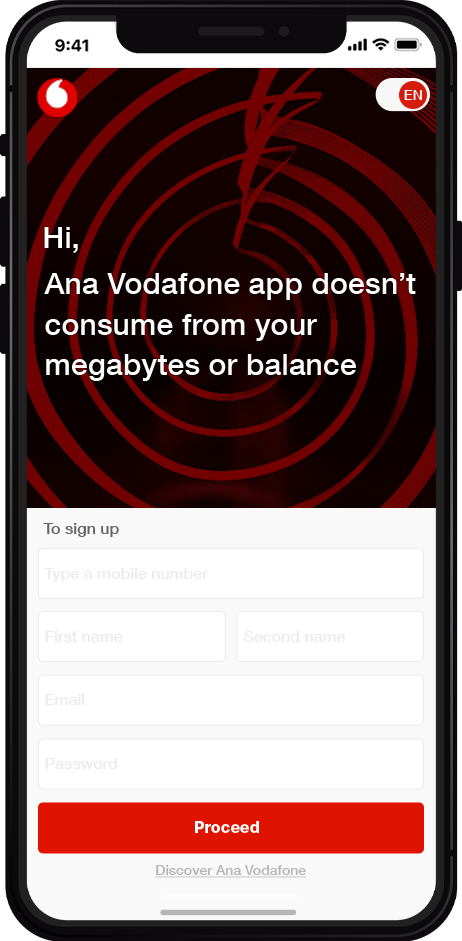 9:41
EN
Hi,
Ana Vodafone app doesn't
consume from your
megabytes or balance
To sign up
Type a mobile number
First name
Second name
Email
Password
Proceed
Discover Ana Vodafone